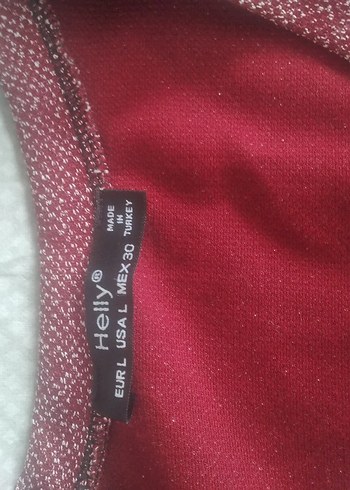 Helly®
MADE
IN
TURKEY
EUR L USA L MEX 30